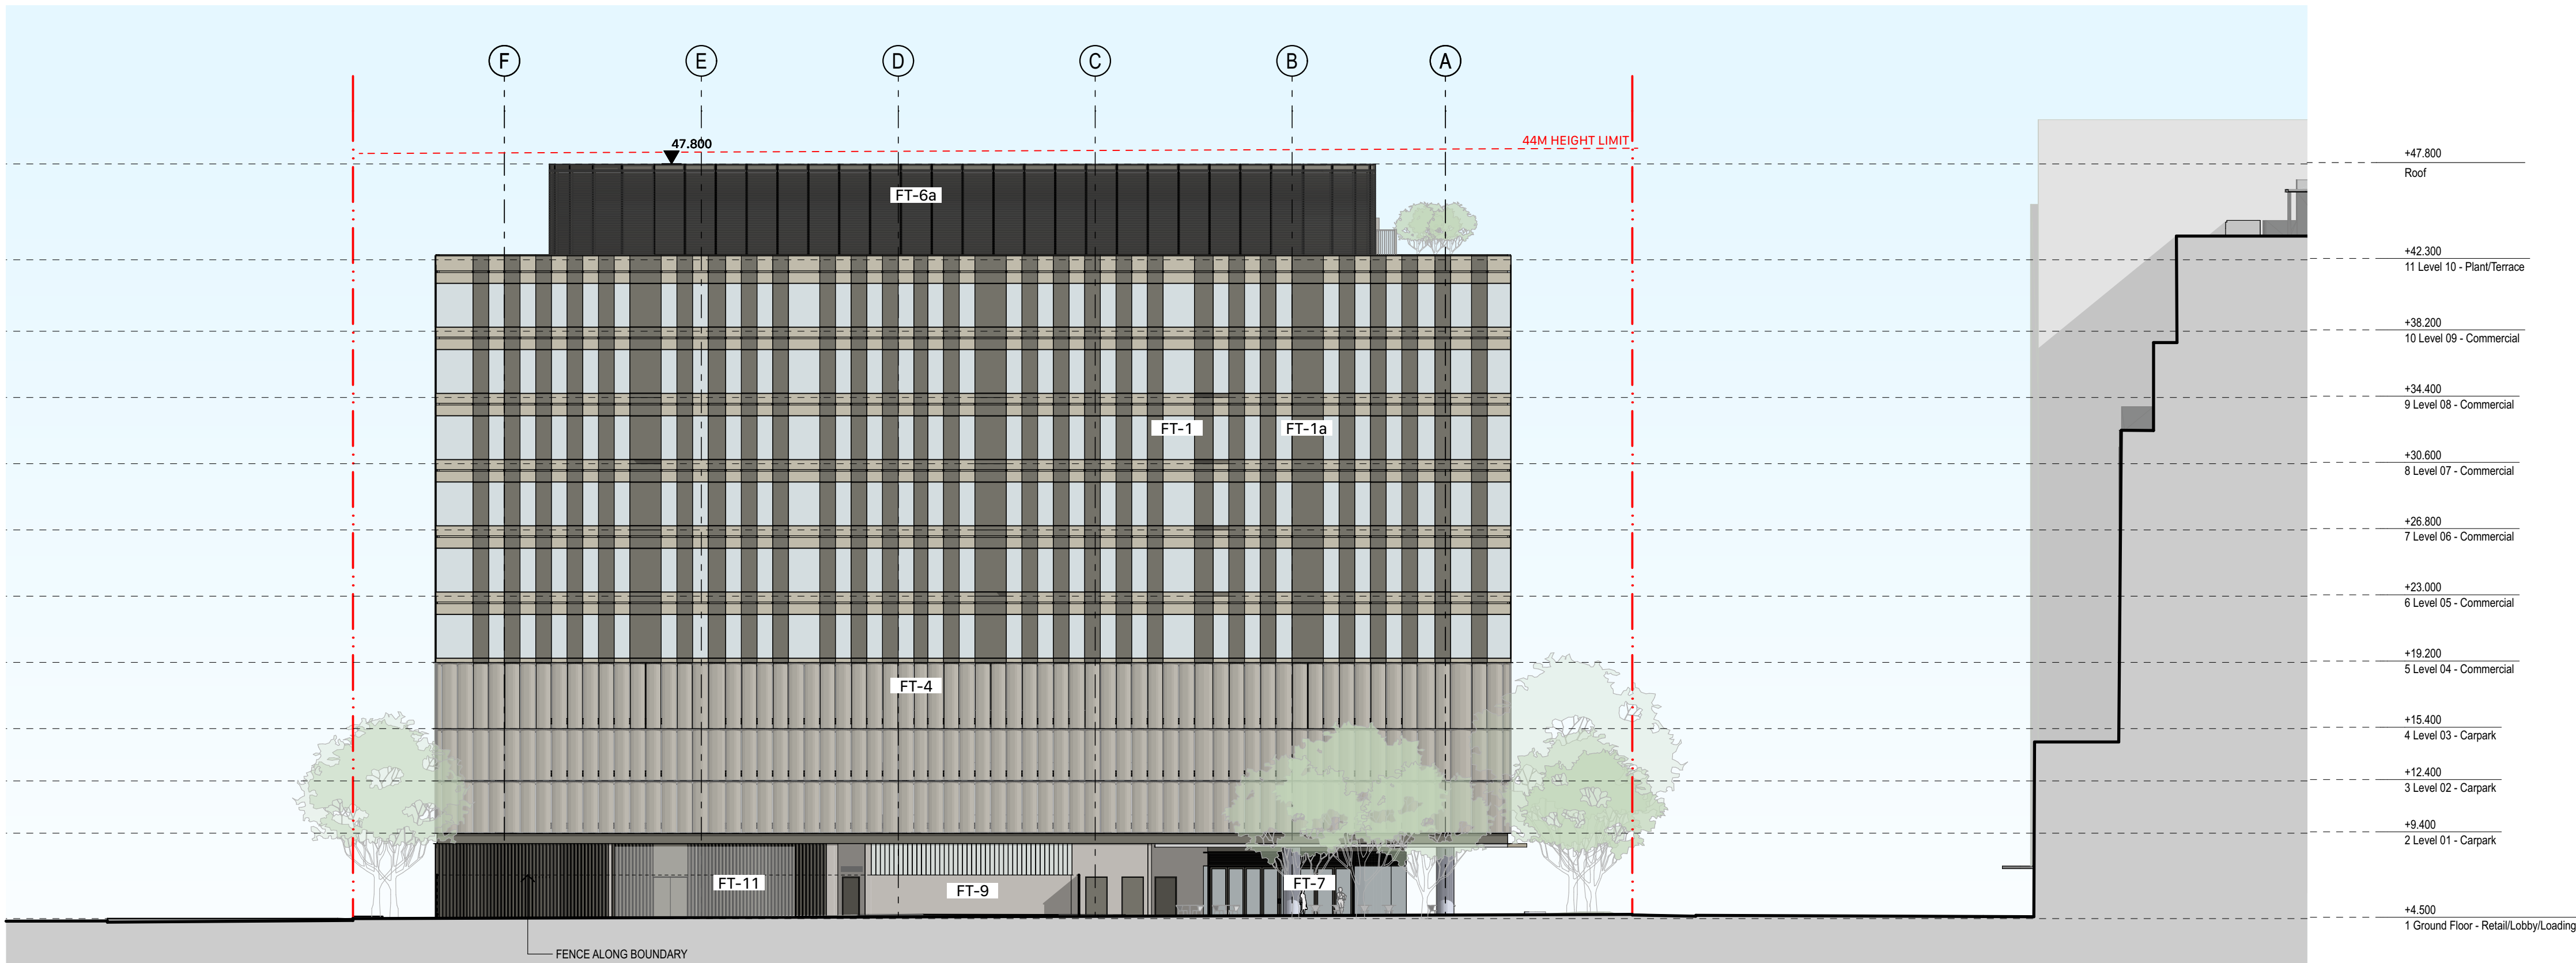 F
E
D
C
B
A
47.800
44M HEIGHT LIMIT
+47.800
Roof
FT-6a
+42.300
11 Level 10 - Plant/Terrace
+38.200
10 Level 09 - Commercial
+34.400
9 Level 08 - Commercial
FT-1
FT-1a
+30.600
8 Level 07 - Commercial
+26.800
7 Level 06 - Commercial
+23.000
6 Level 05 - Commercial
+19.200
5 Level 04 - Commercial
FT-4
+15.400
4 Level 03 - Carpark
+12.400
3 Level 02 - Carpark
+9.400
2 Level 01 - Carpark
FT-11
FT-9
FT-7
+4.500
1 Ground Floor - Retail/Lobby/Loading
FENCE ALONG BOUNDARY